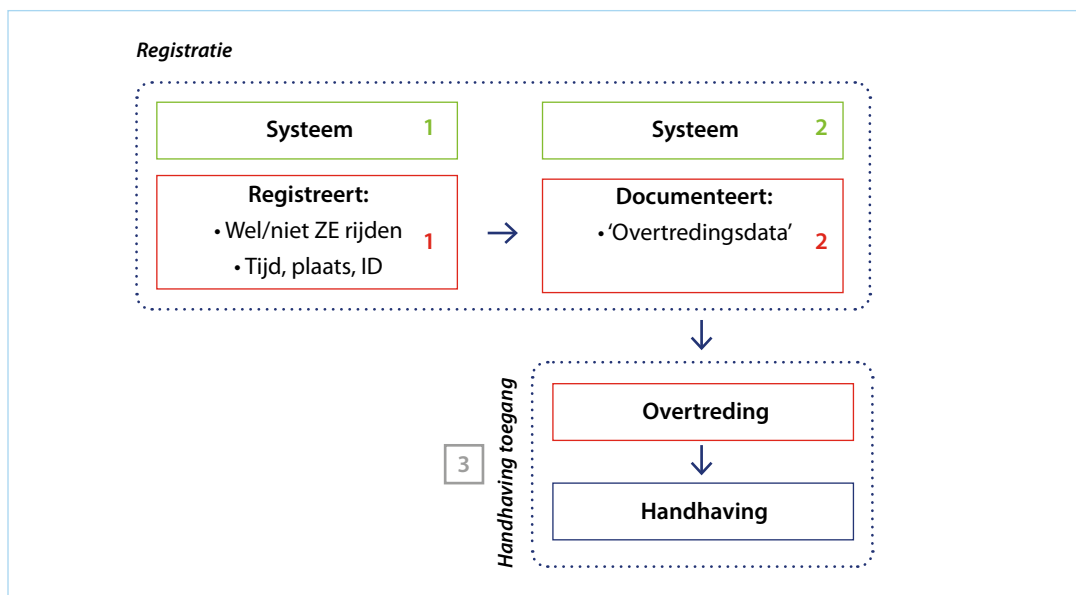 Registratie
Systeem 1
Systeem 2
Registreert:
• Wel/niet ZE rijden
• Tijd, plaats, ID
1
Documenteert:
• ‘Overtredingsdata’
2
Handhaving toegang
3
Overtreding
Handhaving